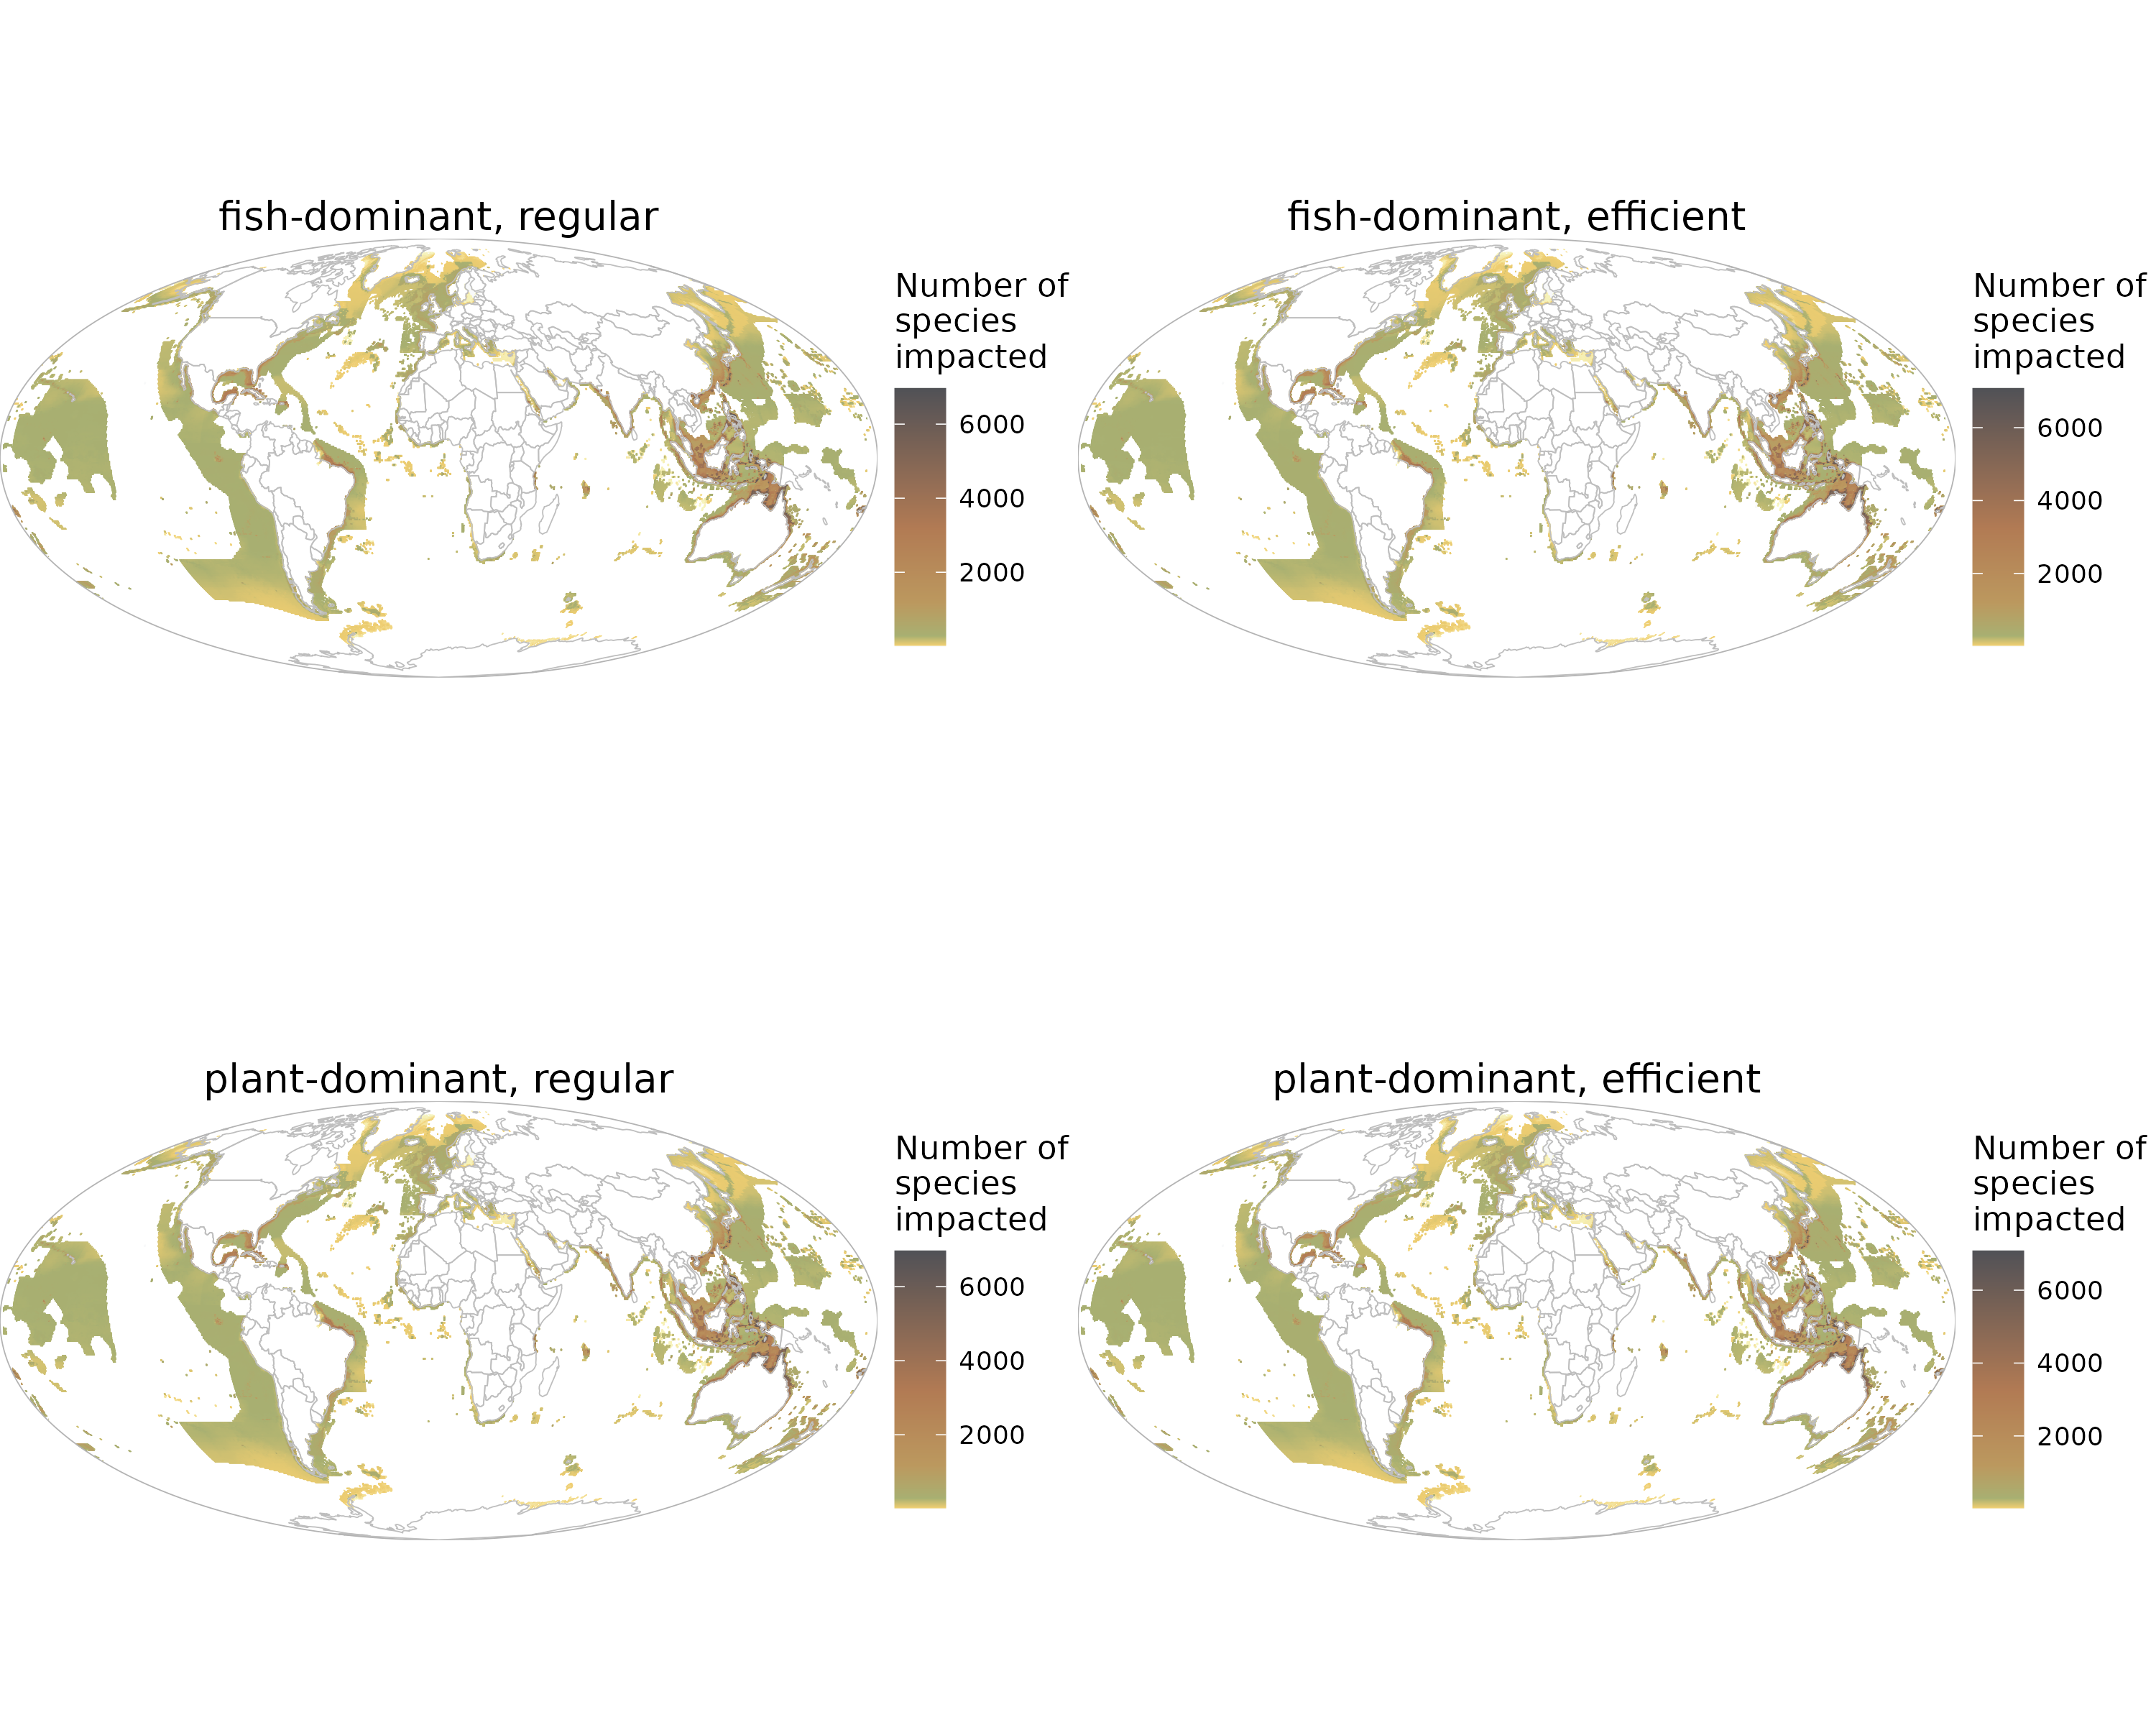 fish-dominant, regular
Number of
species
impacted
6000
4000
2000
fish-dominant, efficient
Number of
species
impacted
6000
4000
2000
plant-dominant, regular
Number of
species
impacted
6000
4000
2000
plant-dominant, efficient
Number of
species
impacted
6000
4000
2000